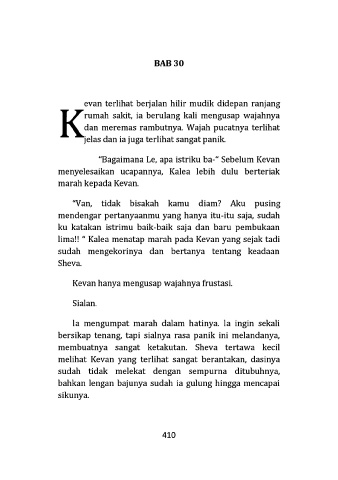 BAB 30
Kevan terlihat berjalan hilir mudik didepan ranjang
rumah sakit, ia berulang kali mengusap wajahnya
dan meremas rambutnya. Wajah pucatnya terlihat
jelas dan ia juga terlihat sangat panik.
"Bagaimana Le, apa istriku ba-" Sebelum Kevan
menyelesaikan ucapannya, Kalea lebih dulu berteriak
marah kepada Kevan.
"Van, tidak bisakah kamu diam? Aku pusing
mendengar pertanyaanmu yang hanya itu-itu saja, sudah
ku katakan istrimu baik-baik saja dan baru pembukaan
lima!! " Kalea menatap marah pada Kevan yang sejak tadi
sudah mengekorinya dan bertanya tentang keadaan
Sheva.
Kevan hanya mengusap wajahnya frustasi.
Sialan.
Ia mengumpat marah dalam hatinya. Ia ingin sekali
bersikap tenang, tapi sialnya rasa panik ini melandanya,
membuatnya sangat ketakutan. Sheva tertawa kecil
melihat Kevan yang terlihat sangat berantakan, dasinya
sudah tidak melekat dengan sempurna ditubuhnya,
bahkan lengan bajunya sudah ia gulung hingga mencapai
sikunya.
410